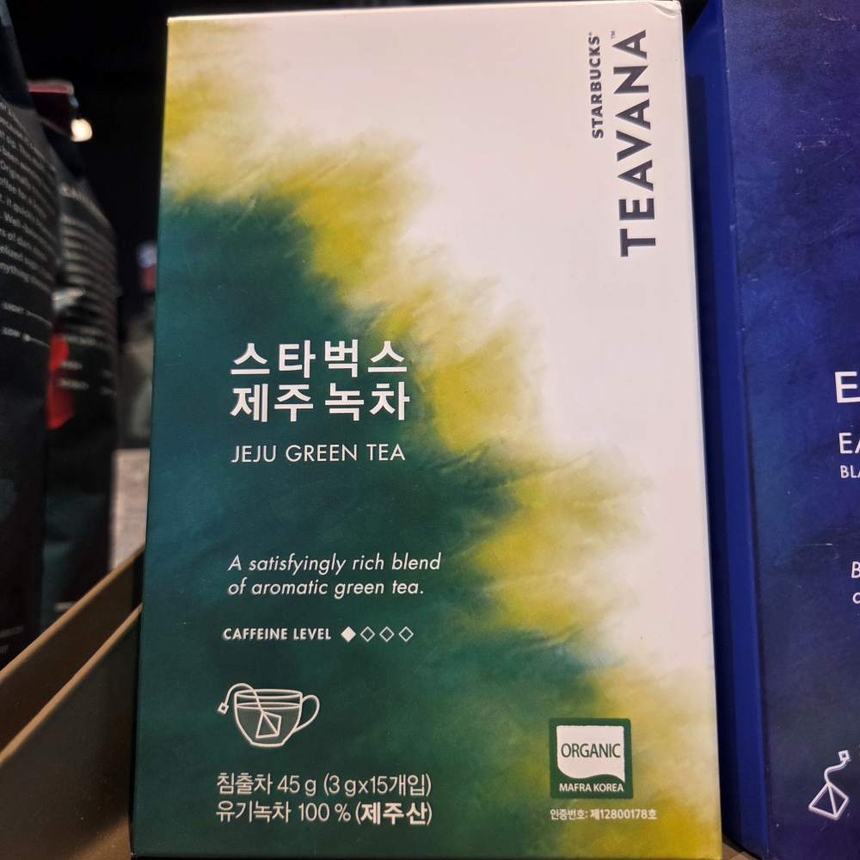 STARBUCKS®
TEAVANA™
스타벅스
제주 녹차
JEJU GREEN TEA
A satisfyingly rich blend
of aromatic green tea.
CAFFEINE LEVEL
침출차 45 g (3 g x15개입)
유기녹차 100 % (제주산)
ORGANIC
MAFRA KOREA
인증번호: 제12800178호